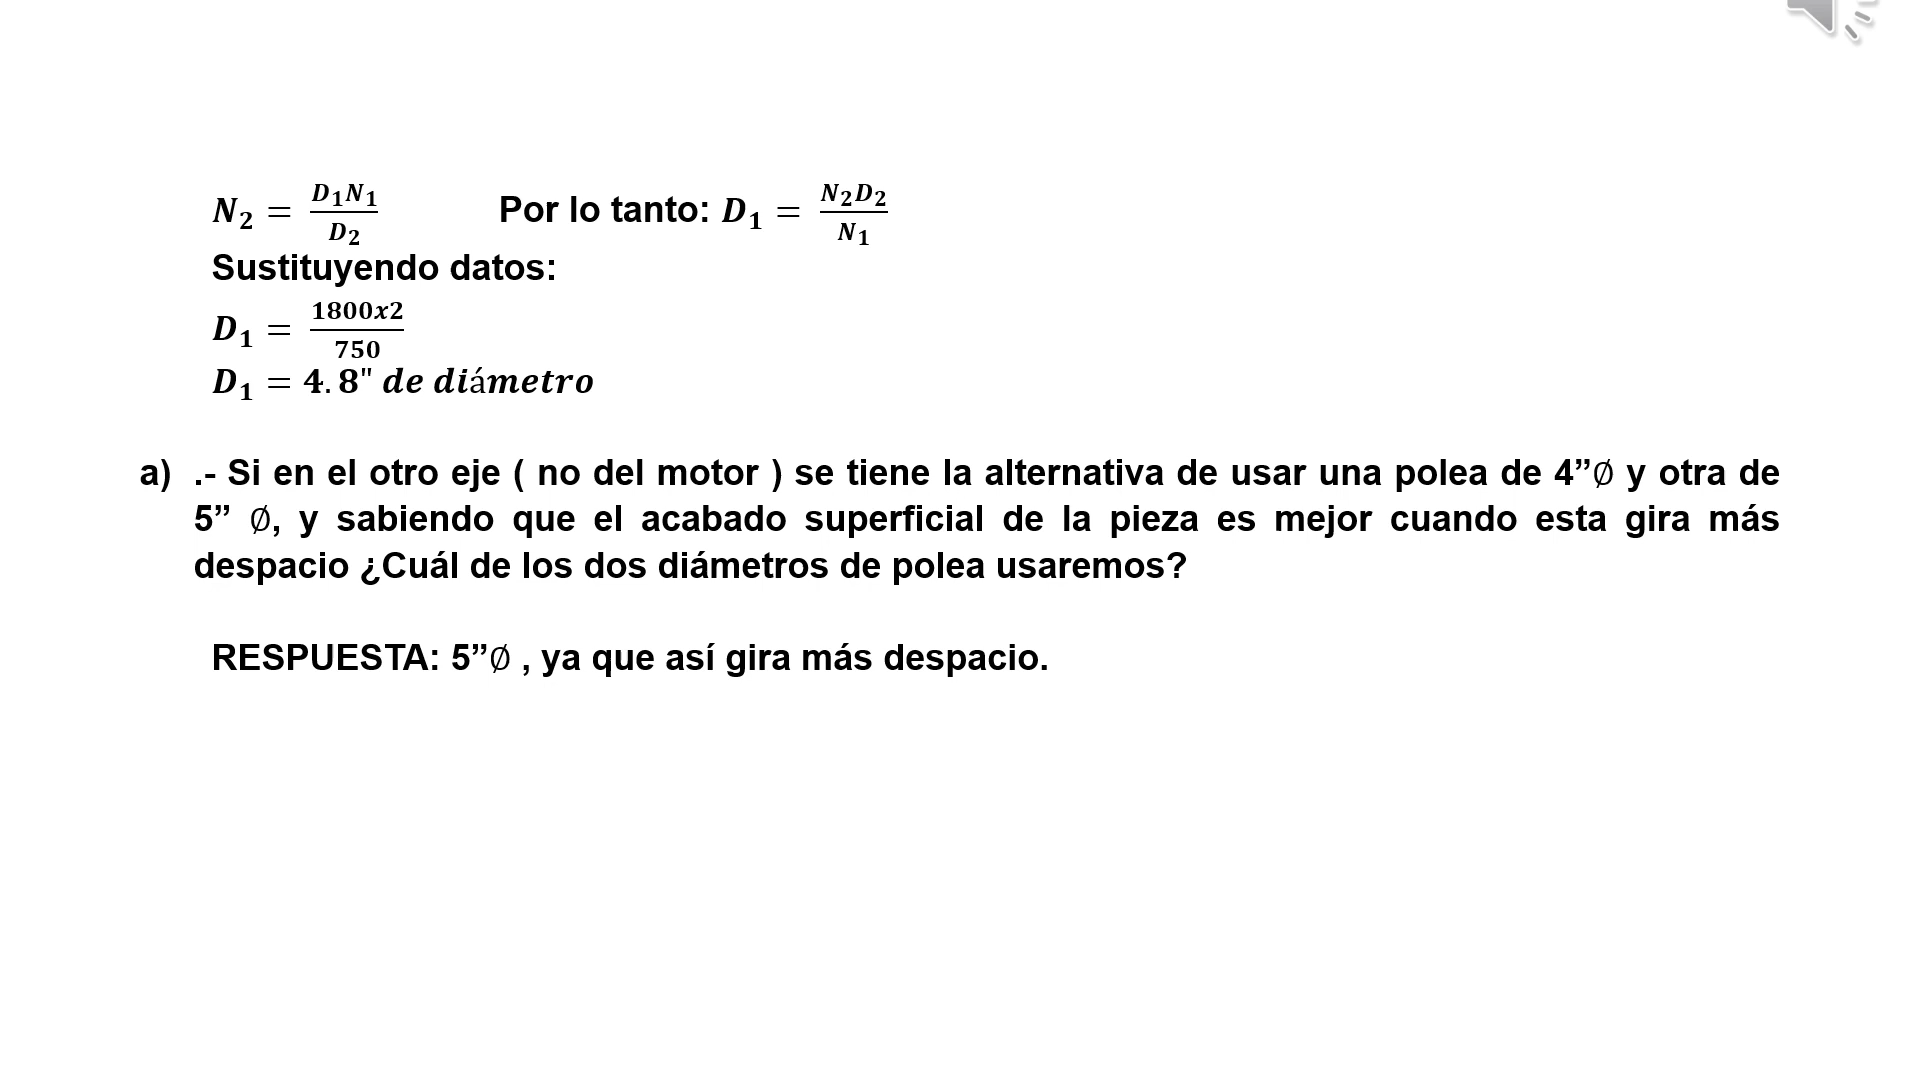 N₂ = D₁N₁/D₂ Por lo tanto: D₁ = N₂D₂/N₁
Sustituyendo datos:
D₁ = 1800x2/750
D₁ = 4.8" de diámetro
a) .- Si en el otro eje ( no del motor ) se tiene la alternativa de usar una polea de 4”∅ y otra de
5” ∅, y sabiendo que el acabado superficial de la pieza es mejor cuando esta gira más
despacio ¿Cuál de los dos diámetros de polea usaremos?
RESPUESTA: 5”∅ , ya que así gira más despacio.